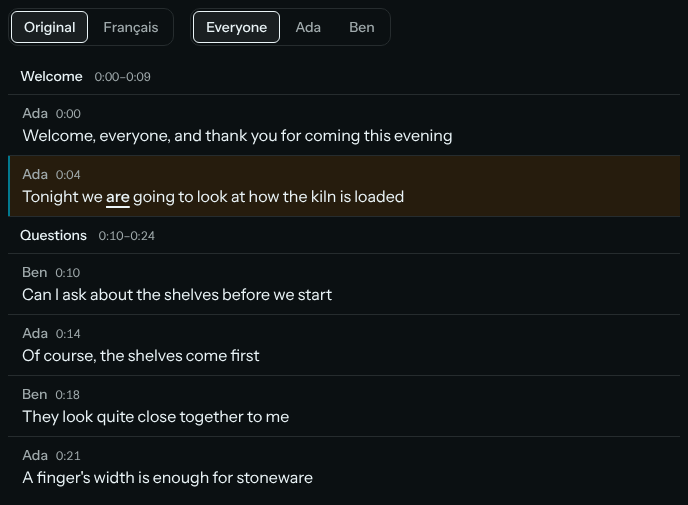 Original Français Everyone Ada Ben
Welcome 0:00–0:09
Ada 0:00
Welcome, everyone, and thank you for coming this evening
Ada 0:04
Tonight we are going to look at how the kiln is loaded
Questions 0:10–0:24
Ben 0:10
Can I ask about the shelves before we start
Ada 0:14
Of course, the shelves come first
Ben 0:18
They look quite close together to me
Ada 0:21
A finger's width is enough for stoneware